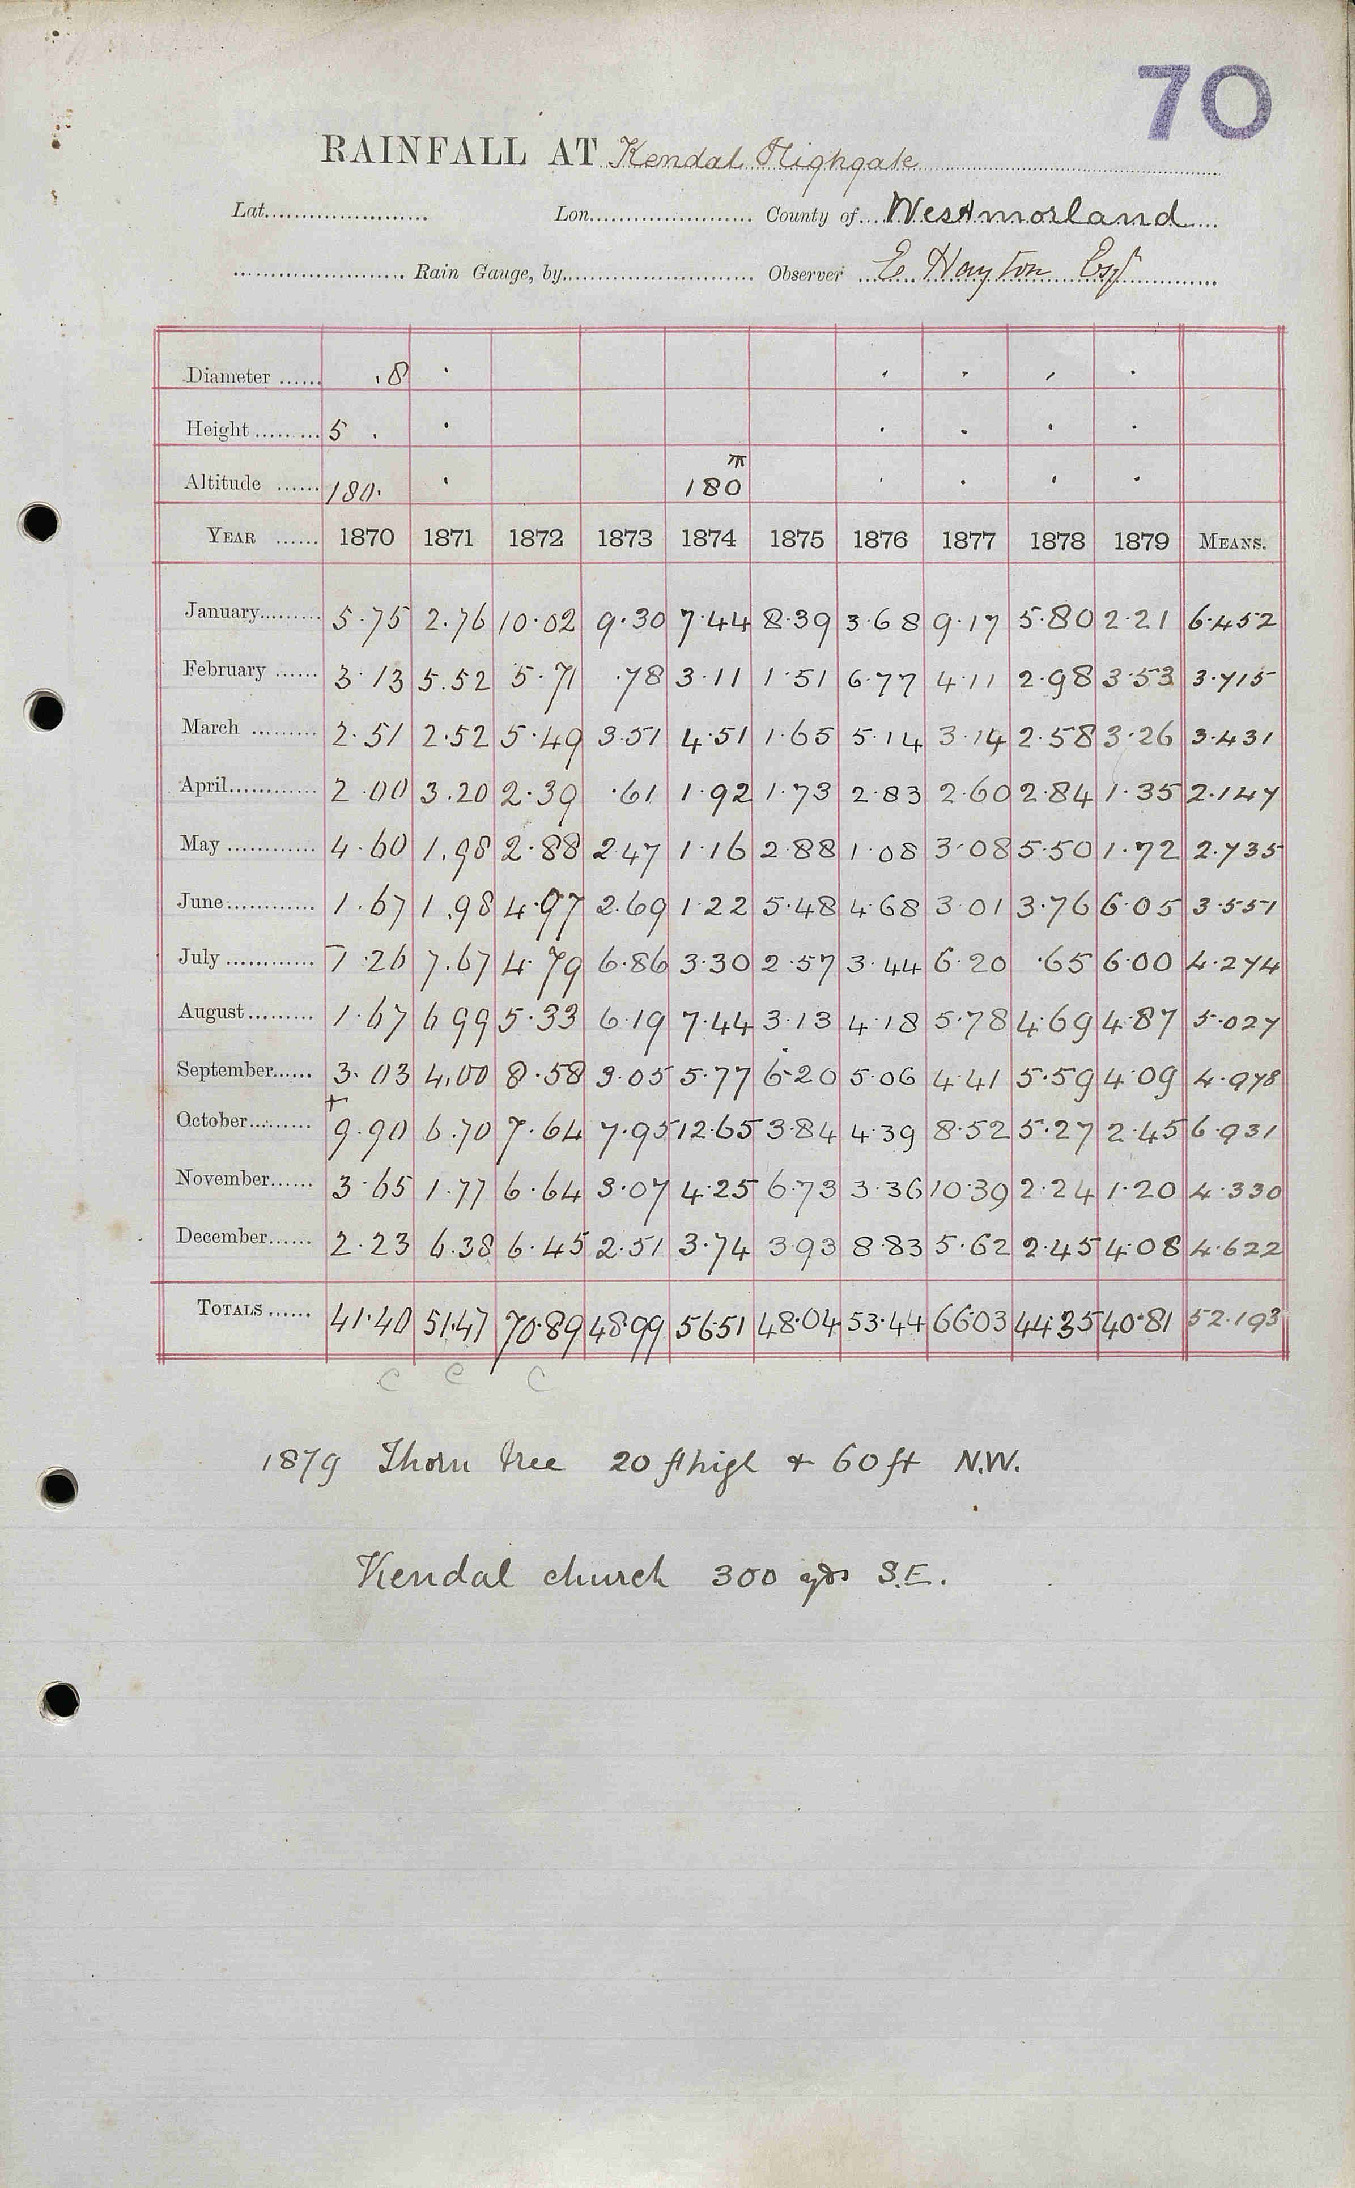 70
RAINFALL AT Kendal Highgate
Lat. Lon. County of Westmorland
Rain Gauge, by Observer E Hayton Esqr
Diameter ...... .8
Height ......... 5 .
Altitude ...... 180. 180
YEAR ...... 1870 1871 1872 1873 1874 1875 1876 1877 1878 1879 MEANS.
January......... 5.75 2.76 10.02 9.30 7.44 8.39 3.68 9.17 5.80 2.21 6.452
February ...... 3.13 5.52 5.71 .78 3.11 1.51 6.77 4.11 2.98 3.53 3.715
March ......... 2.51 2.52 5.49 3.51 4.51 1.65 5.14 3.14 2.58 3.26 3.431
April............ 2.00 3.20 2.39 .61 1.92 1.73 2.83 2.60 2.84 1.35 2.147
May ............ 4.60 1.98 2.88 2.47 1.16 2.88 1.08 3.08 5.50 1.72 2.735
June............ 1.67 1.98 4.97 2.69 1.22 5.48 4.68 3.01 3.76 6.05 3.551
July ............ 7.26 7.67 4.79 6.86 3.30 2.57 3.44 6.20 .65 6.00 4.274
August......... 1.67 6.99 5.33 6.19 7.44 3.13 4.18 5.78 4.69 4.87 5.027
September...... 3.03 4.00 8.58 3.05 5.77 6.20 5.06 4.41 5.59 4.09 4.978
October......... 9.90 6.70 7.64 7.95 12.65 3.84 4.39 8.52 5.27 2.45 6.931
November...... 3.65 1.77 6.64 3.07 4.25 6.73 3.36 10.39 2.24 1.20 4.330
December...... 2.23 6.38 6.45 2.51 3.74 3.93 8.83 5.62 2.45 4.08 4.622
TOTALS ...... 41.40 51.47 70.89 48.99 56.51 48.04 53.44 66.03 44.35 40.81 52.193
C C C
1879 Thorn tree 20 ft high + 60 ft N.W.
Kendal church 300 yds S.E.